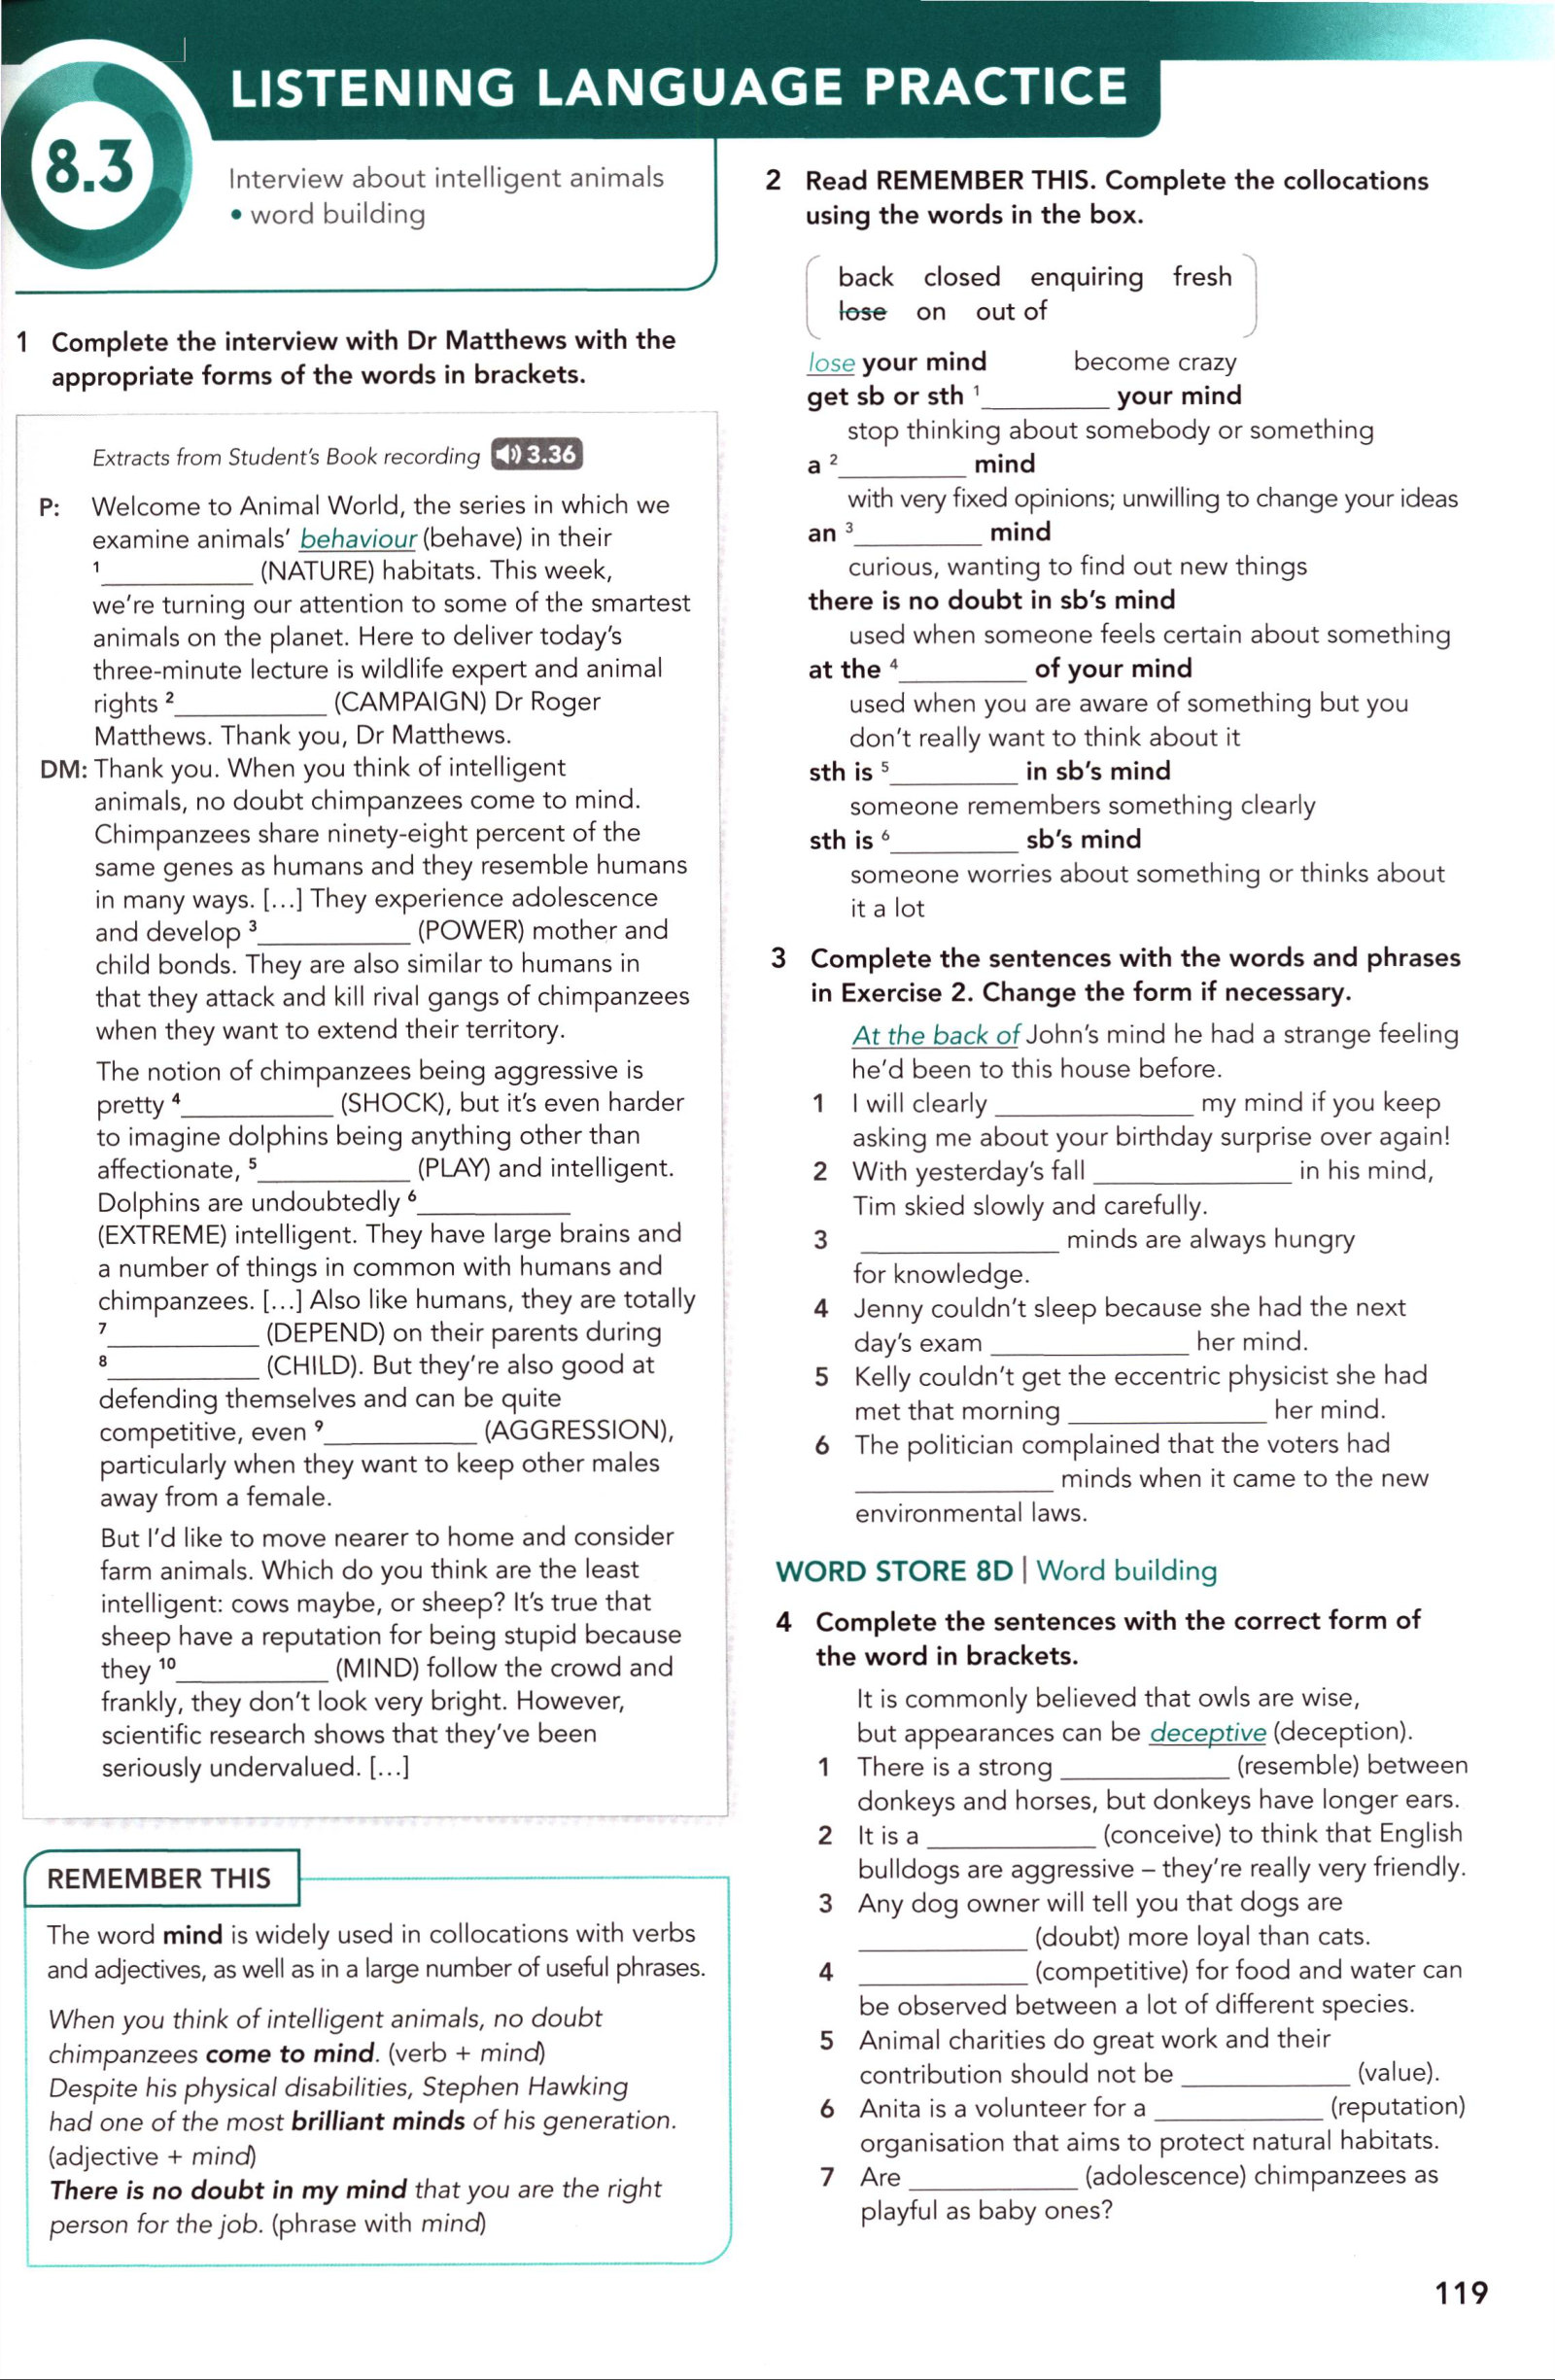 LISTENING LANGUAGE PRACTICE
8.3
Interview about intelligent animals
• word building
1 Complete the interview with Dr Matthews with the
appropriate forms of the words in brackets.
Extracts from Student's Book recording 3.36
P: Welcome to Animal World, the series in which we
examine animals' behaviour (behave) in their
1____________ (NATURE) habitats. This week,
we're turning our attention to some of the smartest
animals on the planet. Here to deliver today's
three-minute lecture is wildlife expert and animal
rights 2____________ (CAMPAIGN) Dr Roger
Matthews. Thank you, Dr Matthews.
DM: Thank you. When you think of intelligent
animals, no doubt chimpanzees come to mind.
Chimpanzees share ninety-eight percent of the
same genes as humans and they resemble humans
in many ways. [...] They experience adolescence
and develop 3____________ (POWER) mother and
child bonds. They are also similar to humans in
that they attack and kill rival gangs of chimpanzees
when they want to extend their territory.
The notion of chimpanzees being aggressive is
pretty 4____________ (SHOCK), but it's even harder
to imagine dolphins being anything other than
affectionate, 5____________ (PLAY) and intelligent.
Dolphins are undoubtedly 6____________
(EXTREME) intelligent. They have large brains and
a number of things in common with humans and
chimpanzees. [...] Also like humans, they are totally
7____________ (DEPEND) on their parents during
8____________ (CHILD). But they're also good at
defending themselves and can be quite
competitive, even 9____________ (AGGRESSION),
particularly when they want to keep other males
away from a female.
But I'd like to move nearer to home and consider
farm animals. Which do you think are the least
intelligent: cows maybe, or sheep? It's true that
sheep have a reputation for being stupid because
they 10____________ (MIND) follow the crowd and
frankly, they don't look very bright. However,
scientific research shows that they've been
seriously undervalued. [...]
REMEMBER THIS
The word mind is widely used in collocations with verbs
and adjectives, as well as in a large number of useful phrases.
When you think of intelligent animals, no doubt
chimpanzees come to mind. (verb + mind)
Despite his physical disabilities, Stephen Hawking
had one of the most brilliant minds of his generation.
(adjective + mind)
There is no doubt in my mind that you are the right
person for the job. (phrase with mind)
2 Read REMEMBER THIS. Complete the collocations
using the words in the box.
back closed enquiring fresh
lose on out of
lose your mind become crazy
get sb or sth 1__________ your mind
stop thinking about somebody or something
a 2__________ mind
with very fixed opinions; unwilling to change your ideas
an 3__________ mind
curious, wanting to find out new things
there is no doubt in sb's mind
used when someone feels certain about something
at the 4__________ of your mind
used when you are aware of something but you
don't really want to think about it
sth is 5__________ in sb's mind
someone remembers something clearly
sth is 6__________ sb's mind
someone worries about something or thinks about
it a lot
3 Complete the sentences with the words and phrases
in Exercise 2. Change the form if necessary.
At the back of John's mind he had a strange feeling
he'd been to this house before.
1 I will clearly ________________ my mind if you keep
asking me about your birthday surprise over again!
2 With yesterday's fall ________________ in his mind,
Tim skied slowly and carefully.
3 ________________ minds are always hungry
for knowledge.
4 Jenny couldn't sleep because she had the next
day's exam ________________ her mind.
5 Kelly couldn't get the eccentric physicist she had
met that morning ________________ her mind.
6 The politician complained that the voters had
________________ minds when it came to the new
environmental laws.
WORD STORE 8D | Word building
4 Complete the sentences with the correct form of
the word in brackets.
It is commonly believed that owls are wise,
but appearances can be deceptive (deception).
1 There is a strong _____________ (resemble) between
donkeys and horses, but donkeys have longer ears.
2 It is a _____________ (conceive) to think that English
bulldogs are aggressive – they're really very friendly.
3 Any dog owner will tell you that dogs are
_____________ (doubt) more loyal than cats.
4 _____________ (competitive) for food and water can
be observed between a lot of different species.
5 Animal charities do great work and their
contribution should not be _____________ (value).
6 Anita is a volunteer for a _____________ (reputation)
organisation that aims to protect natural habitats.
7 Are _____________ (adolescence) chimpanzees as
playful as baby ones?
119